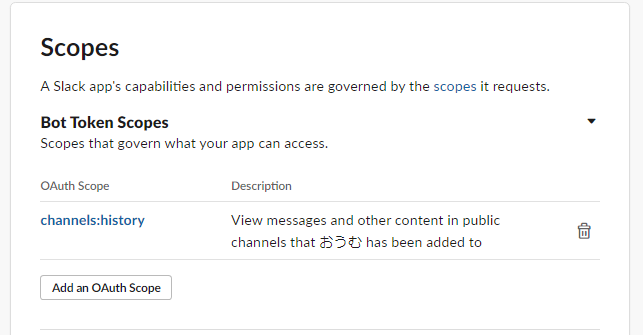 Scopes
A Slack app's capabilities and permissions are governed by the scopes it requests.
Bot Token Scopes
Scopes that govern what your app can access.
OAuth Scope
Description
channels:history
View messages and other content in public
channels that おうむ has been added to
Add an OAuth Scope